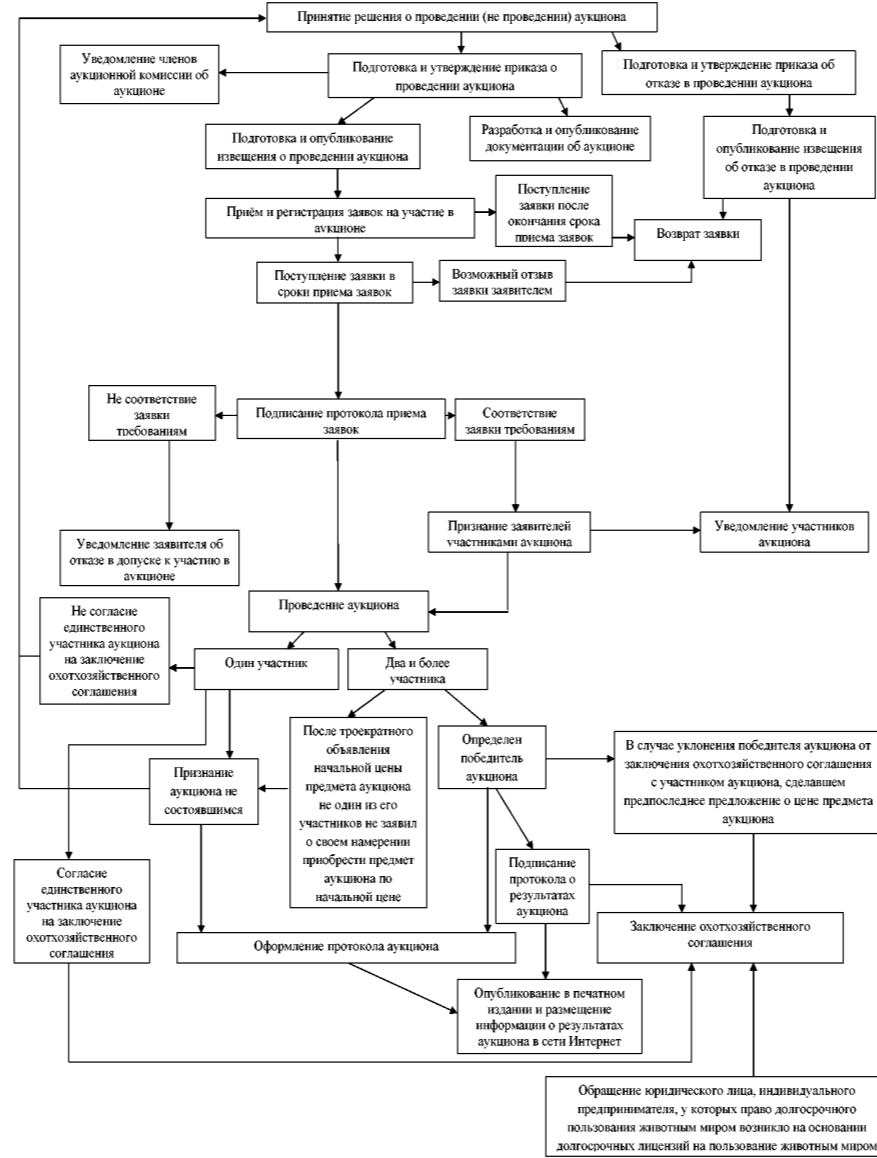 Принятие решения о проведении (не проведении) аукциона
Уведомление членов
аукционной комиссии об
аукционе
Подготовка и утверждение приказа о
проведении аукциона
Подготовка и утверждение приказа об
отказе в проведении аукциона
Подготовка и опубликование
извещения о проведении аукциона
Разработка и опубликование
документации об аукционе
Подготовка и
опубликование извещения
об отказе в проведении
аукциона
Приём и регистрация заявок на участие в
аукционе
Поступление
заявки после
окончания срока
приема заявок
Возврат заявки
Поступление заявки в
сроки приема заявок
Возможный отзыв
заявки заявителем
Не соответствие
заявки
требованиям
Подписание протокола приема
заявок
Соответствие
заявки требованиям
Уведомление заявителя об
отказе в допуске к участию в
аукционе
Признание заявителей
участниками аукциона
Уведомление участников
аукциона
Проведение аукциона
Не согласие
единственного
участника аукциона
на заключение
охотхозяйственного
соглашения
Один участник
Два и более
участника
Признание
аукциона не
состоявшимся
После троекратного
объявления
начальной цены
предмета аукциона
не один из его
участников не заявил
о своем намерении
приобрести предмет
аукциона по
начальной цене
Определен
победитель
аукциона
В случае уклонения победителя аукциона от
заключения охотхозяйственного соглашения
с участником аукциона, сделавшем
предпоследнее предложение о цене предмета
аукциона
Согласие
единственного
участника аукциона
на заключение
охотхозяйственного
соглашения
Подписание
протокола о
результатах
аукциона
Оформление протокола аукциона
Заключение охотхозяйственного
соглашения
Опубликование в печатном
издании и размещение
информации о результатах
аукциона в сети Интернет
Обращение юридического лица, индивидуального
предпринимателя, у которых право долгосрочного
пользования животным миром возникло на основании
долгосрочных лицензий на пользование животным миром